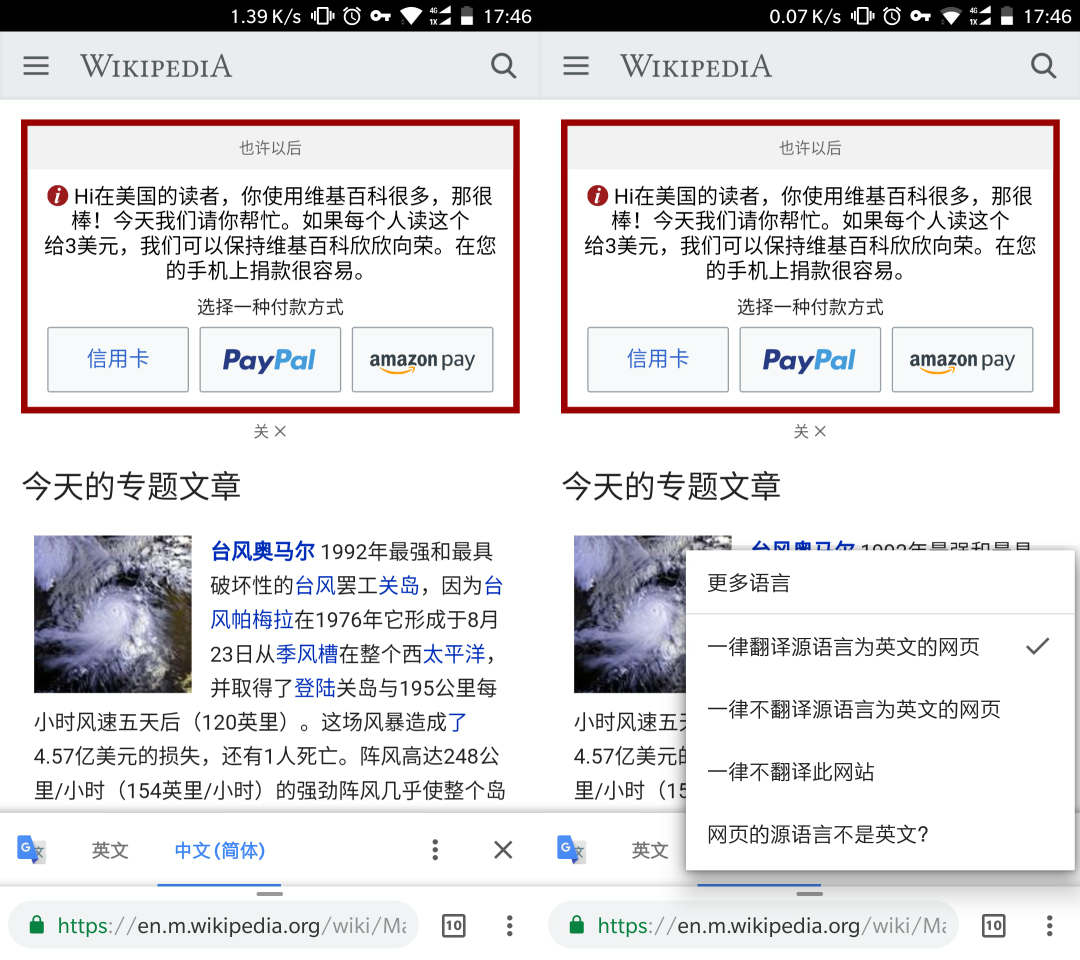 1.39 K/s 4G 1X 17:46
WIKIPEDIA
也许以后
Hi在美国的读者，你使用维基百科很多，那很
棒！今天我们请你帮忙。如果每个人读这个
给3美元，我们可以保持维基百科欣欣向荣。在您
的手机上捐款很容易。
选择一种付款方式
信用卡 PayPal amazon pay
关 ×
今天的专题文章
台风奥马尔 1992年最强和最具
破坏性的台风罢工关岛，因为台
风帕梅拉在1976年它形成于8月
23日从季风槽在整个西太平洋，
并取得了登陆关岛与195公里每
小时风速五天后（120英里）。这场风暴造成了
4.57亿美元的损失，还有1人死亡。阵风高达248公
里/小时（154英里/小时）的强劲阵风几乎使整个岛
G 文 英文 中文 (简体)
https://en.m.wikipedia.org/wiki/Ma 10
0.07 K/s 4G 1X 17:46
WIKIPEDIA
也许以后
Hi在美国的读者，你使用维基百科很多，那很
棒！今天我们请你帮忙。如果每个人读这个
给3美元，我们可以保持维基百科欣欣向荣。在您
的手机上捐款很容易。
选择一种付款方式
信用卡 PayPal amazon pay
关 ×
今天的专题文章
台风奥马尔 1992年最强和最具
小时风速五天
4.57亿美元的
里/小时（15
更多语言
一律翻译源语言为英文的网页
一律不翻译源语言为英文的网页
一律不翻译此网站
网页的源语言不是英文？
G 文 英文
https://en.m.wikipedia.org/wiki/Ma 10